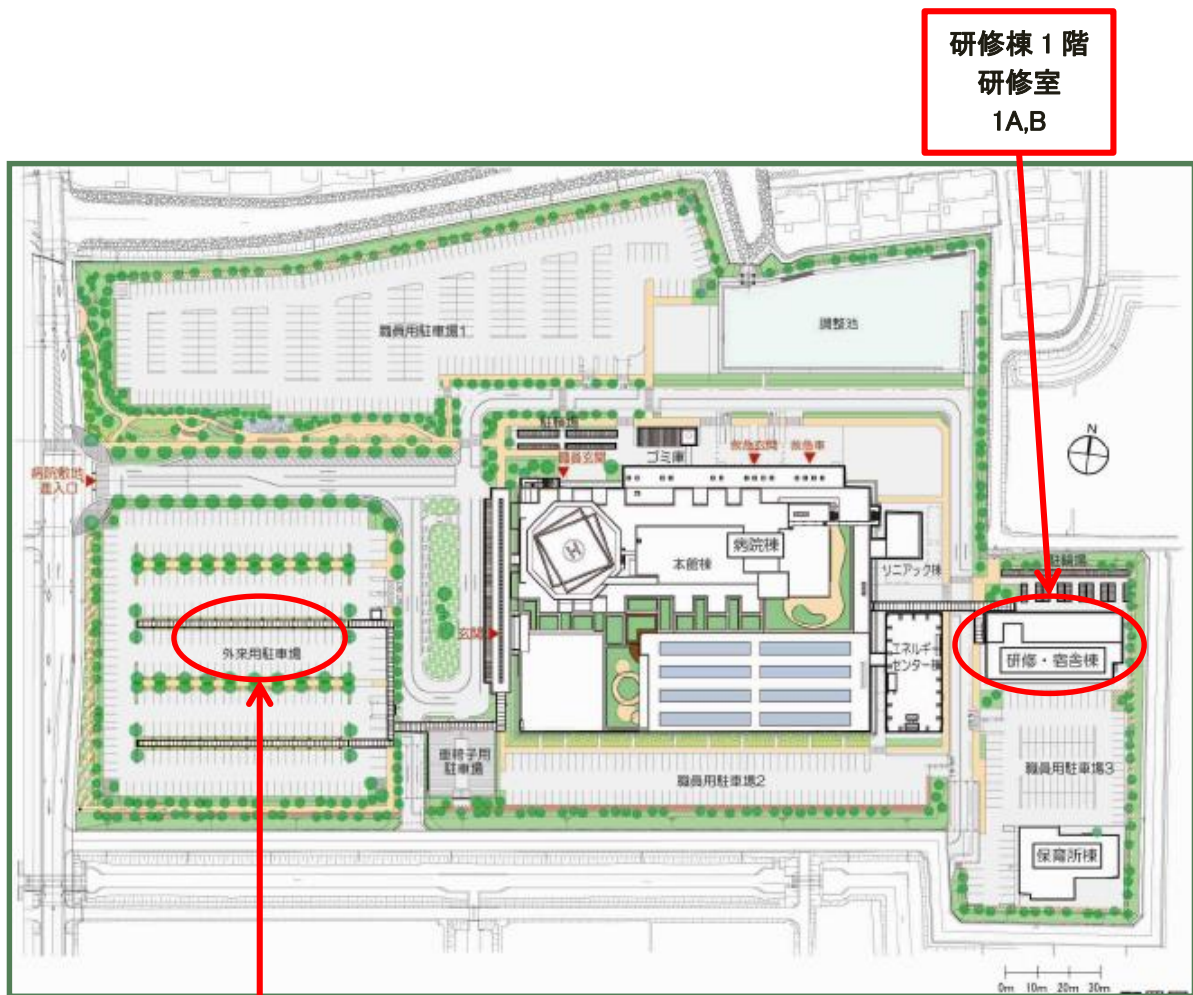 研修棟１階
研修室
1A,B
職員用駐車場1
調整池
N
駐輪場
職員玄関
ゴミ庫
救急玄関
救急車
病院敷地
進入口
H
本館棟
病院棟
リニアック棟
駐輪場
外来用駐車場
玄関
エネルギー
センター棟
研修・宿舎棟
車椅子用
駐車場
職員用駐車場2
職員用駐車場3
保育所棟
0m 10m 20m 30m